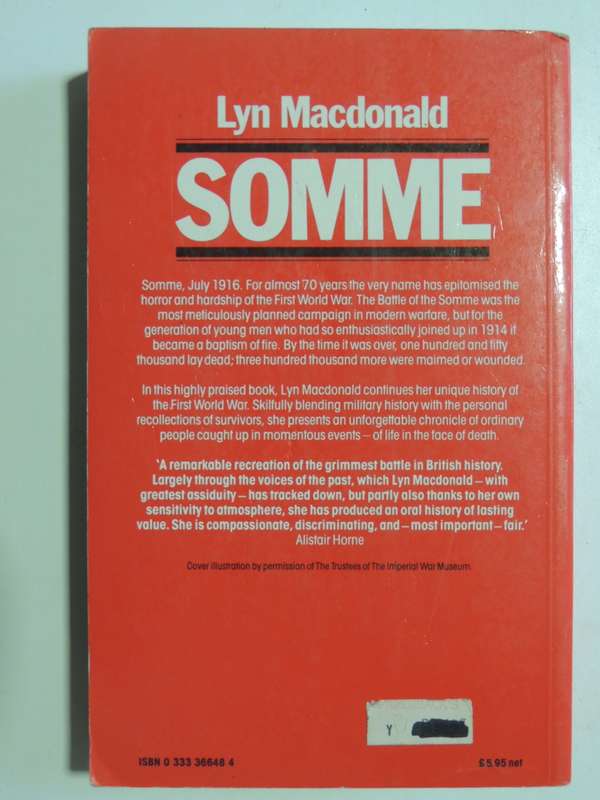 Lyn Macdonald
SOMME
Somme, July 1916. For almost 70 years the very name has epitomised the
horror and hardship of the First World War. The Battle of the Somme was the
most meticulously planned campaign in modern warfare, but for the
generation of young men who had so enthusiastically joined up in 1914 it
became a baptism of fire. By the time it was over, one hundred and fifty
thousand lay dead; three hundred thousand more were maimed or wounded.
In this highly praised book, Lyn Macdonald continues her unique history of
the First World War. Skilfully blending military history with the personal
recollections of survivors, she presents an unforgettable chronicle of ordinary
people caught up in momentous events – of life in the face of death.
'A remarkable recreation of the grimmest battle in British history.
Largely through the voices of the past, which Lyn Macdonald – with
greatest assiduity – has tracked down, but partly also thanks to her own
sensitivity to atmosphere, she has produced an oral history of lasting
value. She is compassionate, discriminating, and – most important – fair.'
Alistair Horne
Cover illustration by permission of The Trustees of The Imperial War Museum.
Y
ISBN 0 333 36648 4
£5.95 net